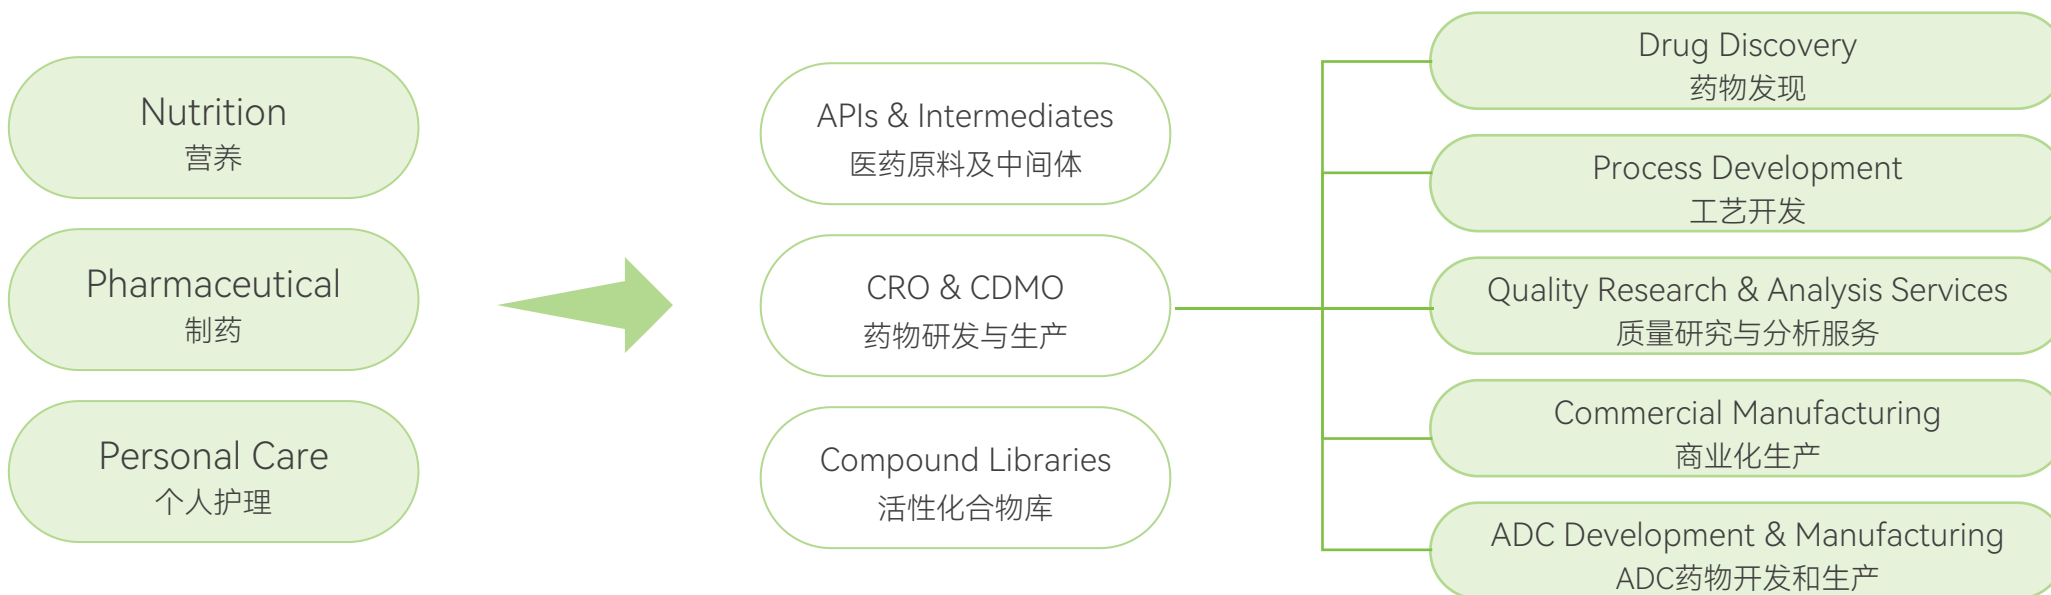 Nutrition
营养
Pharmaceutical
制药
Personal Care
个人护理
APIs & Intermediates
医药原料及中间体
CRO & CDMO
药物研发与生产
Compound Libraries
活性化合物库
Drug Discovery
药物发现
Process Development
工艺开发
Quality Research & Analysis Services
质量研究与分析服务
Commercial Manufacturing
商业化生产
ADC Development & Manufacturing
ADC药物开发和生产